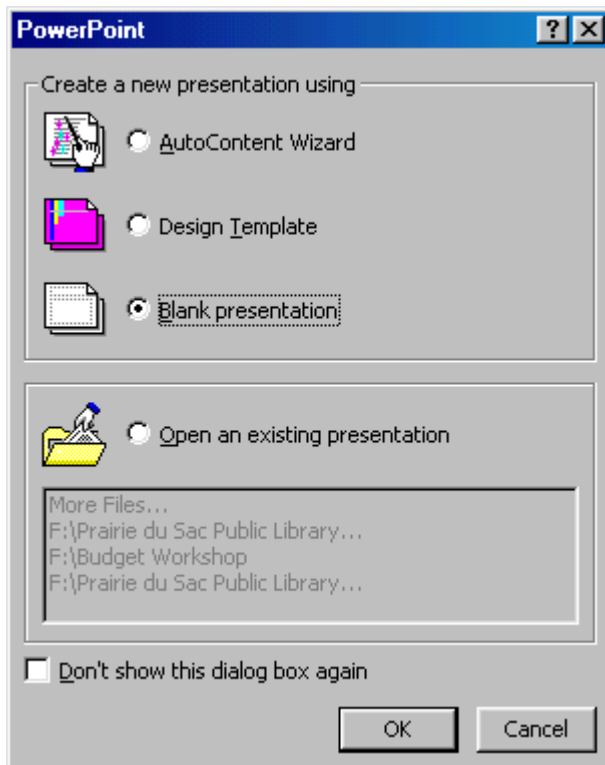 PowerPoint
Create a new presentation using
AutoContent Wizard
Design Template
Blank presentation
Open an existing presentation
More Files...
F:\Prairie du Sac Public Library...
F:\Budget Workshop
F:\Prairie du Sac Public Library...
Don't show this dialog box again
OK Cancel